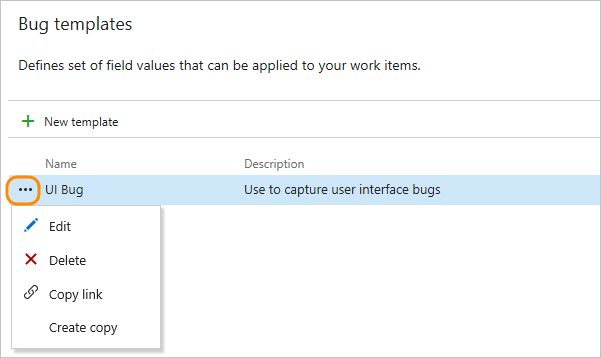 Bug templates
Defines set of field values that can be applied to your work items.
New template
Name Description
UI Bug Use to capture user interface bugs
Edit
Delete
Copy link
Create copy